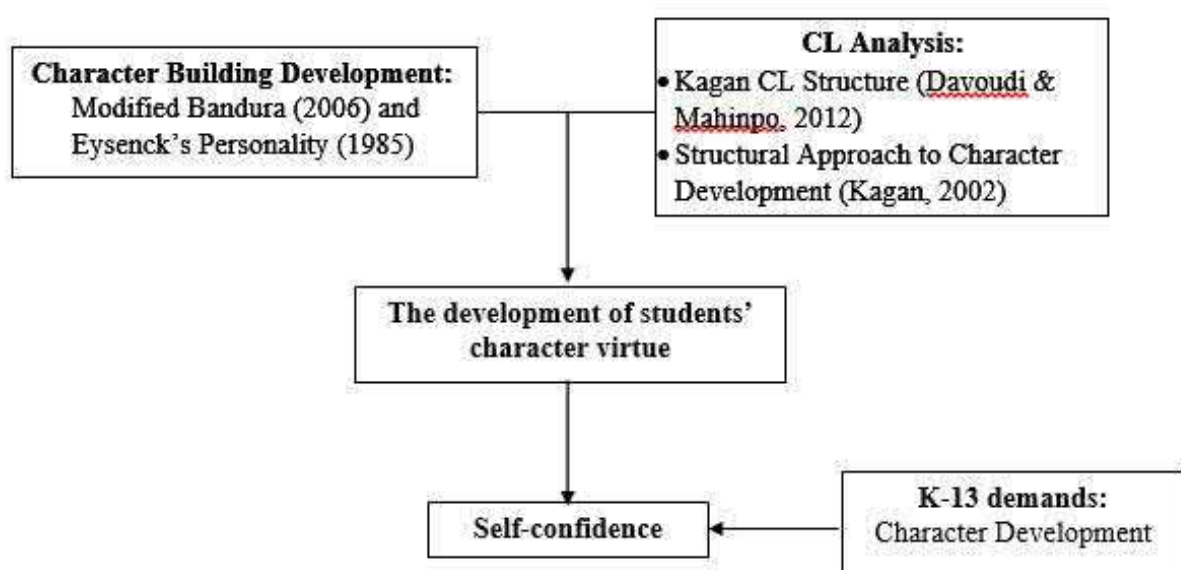 Character Building Development:
Modified Bandura (2006) and
Eysenck's Personality (1985)
CL Analysis:
• Kagan CL Structure (Davoudi &
Mahinpo, 2012)
• Structural Approach to Character
Development (Kagan, 2002)
The development of students'
character virtue
Self-confidence
K-13 demands:
Character Development